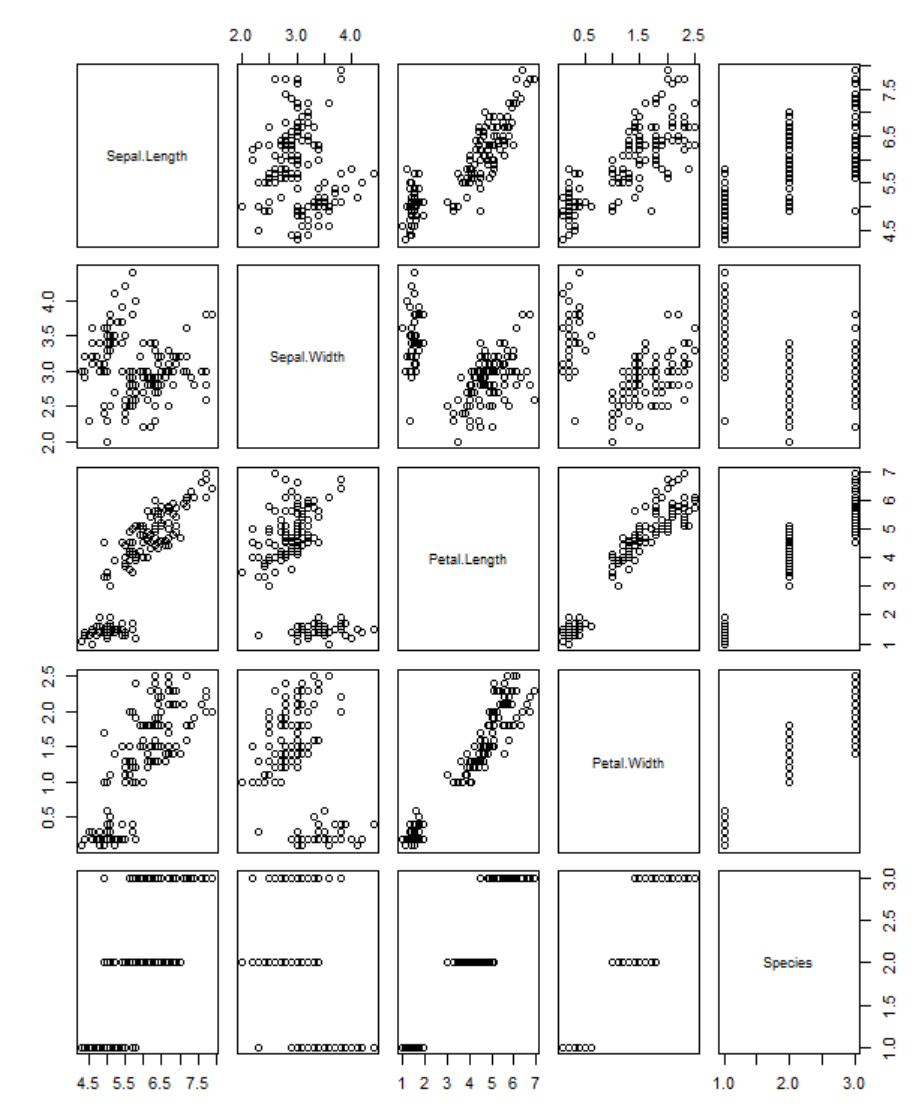 2.0 3.0 4.0
0.5 1.5 2.5
Sepal.Length
4.5 5.5 6.5 7.5
2.0 2.5 3.0 3.5 4.0
Sepal.Width
Petal.Length
1 2 3 4 5 6 7
0.5 1.0 1.5 2.0 2.5
Petal.Width
Species
1.0 1.5 2.0 2.5 3.0
4.5 5.5 6.5 7.5
1 2 3 4 5 6 7
1.0 2.0 3.0